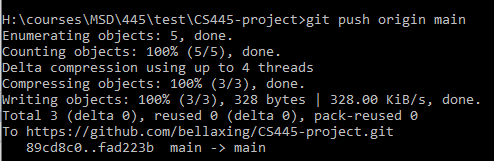 H:\courses\MSD\445\test\CS445-project>git push origin main
Enumerating objects: 5, done.
Counting objects: 100% (5/5), done.
Delta compression using up to 4 threads
Compressing objects: 100% (3/3), done.
Writing objects: 100% (3/3), 328 bytes | 328.00 KiB/s, done.
Total 3 (delta 0), reused 0 (delta 0), pack-reused 0
To https://github.com/bellaxing/CS445-project.git
   89cd8c0..fad223b  main -> main